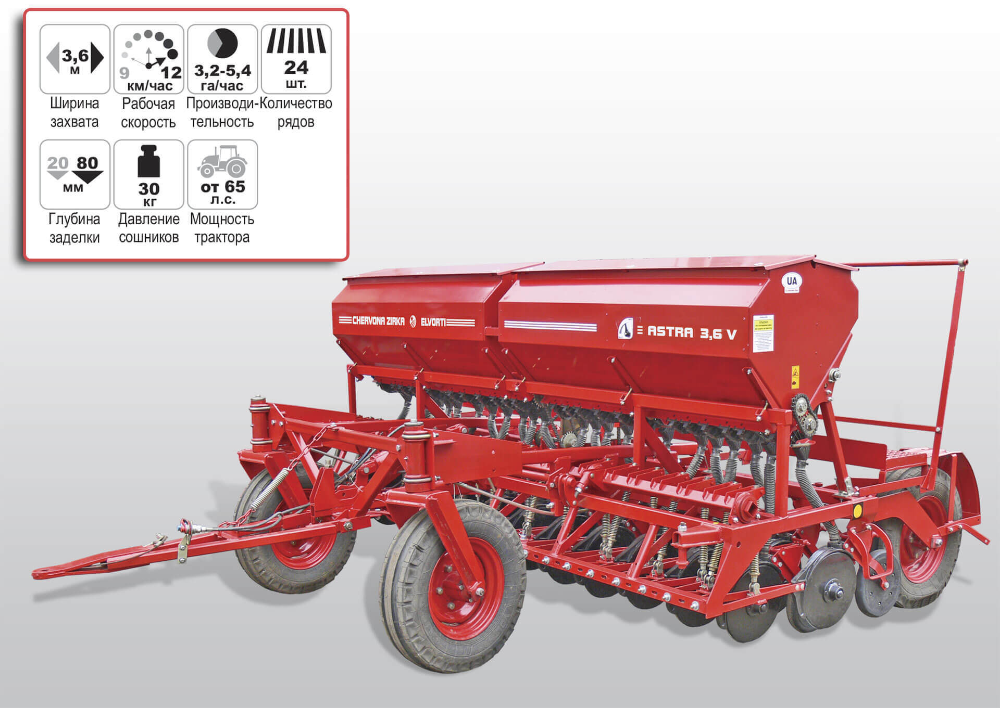 3,6
м
9 12
км/час
3,2-5,4
га/час
24
шт.
Ширина
захвата
Рабочая
скорость
Производи-
тельность
Количество
рядов
20 80
мм
30
кг
от 65
л.с.
Глубина
заделки
Давление
сошников
Мощность
трактора
CHERVONA ZIRKA ELVORTI
ASTRA 3,6 V
UA